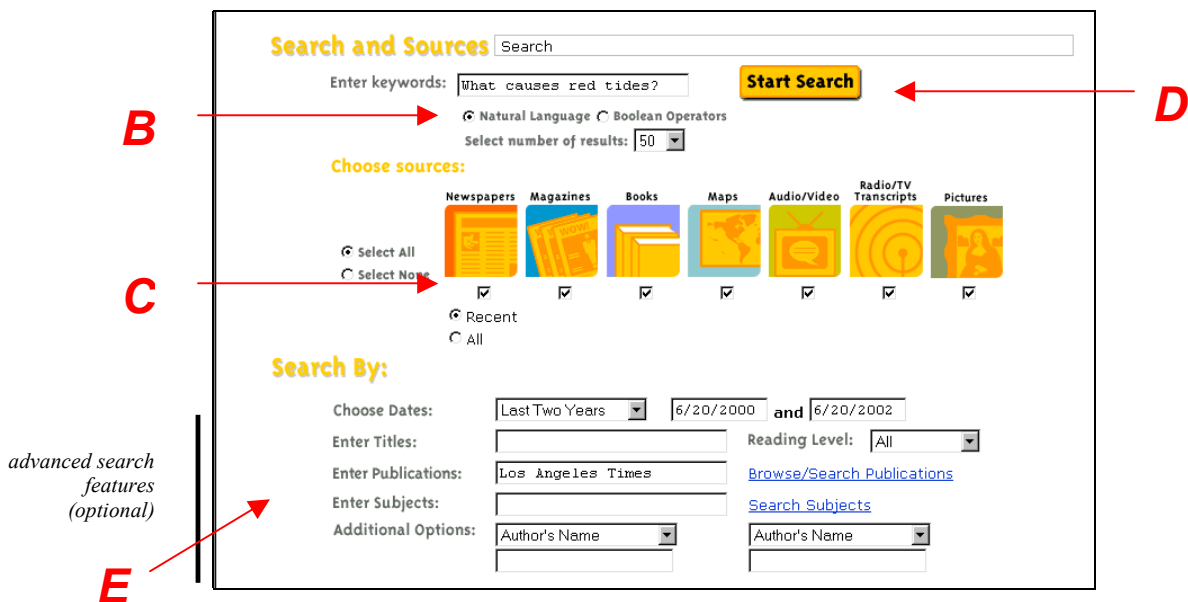 Search and Sources Search
Enter keywords: What causes red tides? Start Search
D
B
Natural Language Boolean Operators
Select number of results: 50
Choose sources:
Newspapers Magazines Books Maps Audio/Video Radio/TV Transcripts Pictures
WOW!
Select All
Select None
C
Recent
All
Search By:
Choose Dates: Last Two Years 6/20/2000 and 6/20/2002
Enter Titles: Reading Level: All
advanced search
features
(optional)
Enter Publications: Los Angeles Times Browse/Search Publications
Enter Subjects: Search Subjects
Additional Options: Author's Name Author's Name
E